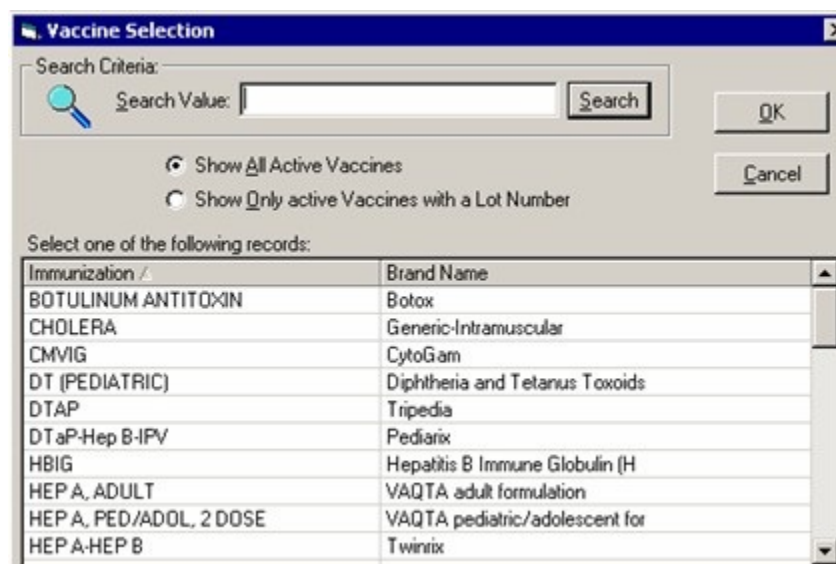 Vaccine Selection
Search Criteria:
Search Value: Search
OK
Show All Active Vaccines
Cancel
Show Only active Vaccines with a Lot Number
Select one of the following records:
Immunization Brand Name
BOTULINUM ANTITOXIN Botox
CHOLERA Generic-Intramuscular
CMVIG CytoGam
DT (PEDIATRIC) Diphtheria and Tetanus Toxoids
DTAP Tripedia
DTaP-Hep B-IPV Pediarix
HBIG Hepatitis B Immune Globulin (H
HEP A, ADULT VAQTA adult formulation
HEP A, PED/ADOL, 2 DOSE VAQTA pediatric/adolescent for
HEP A-HEP B Twinrix